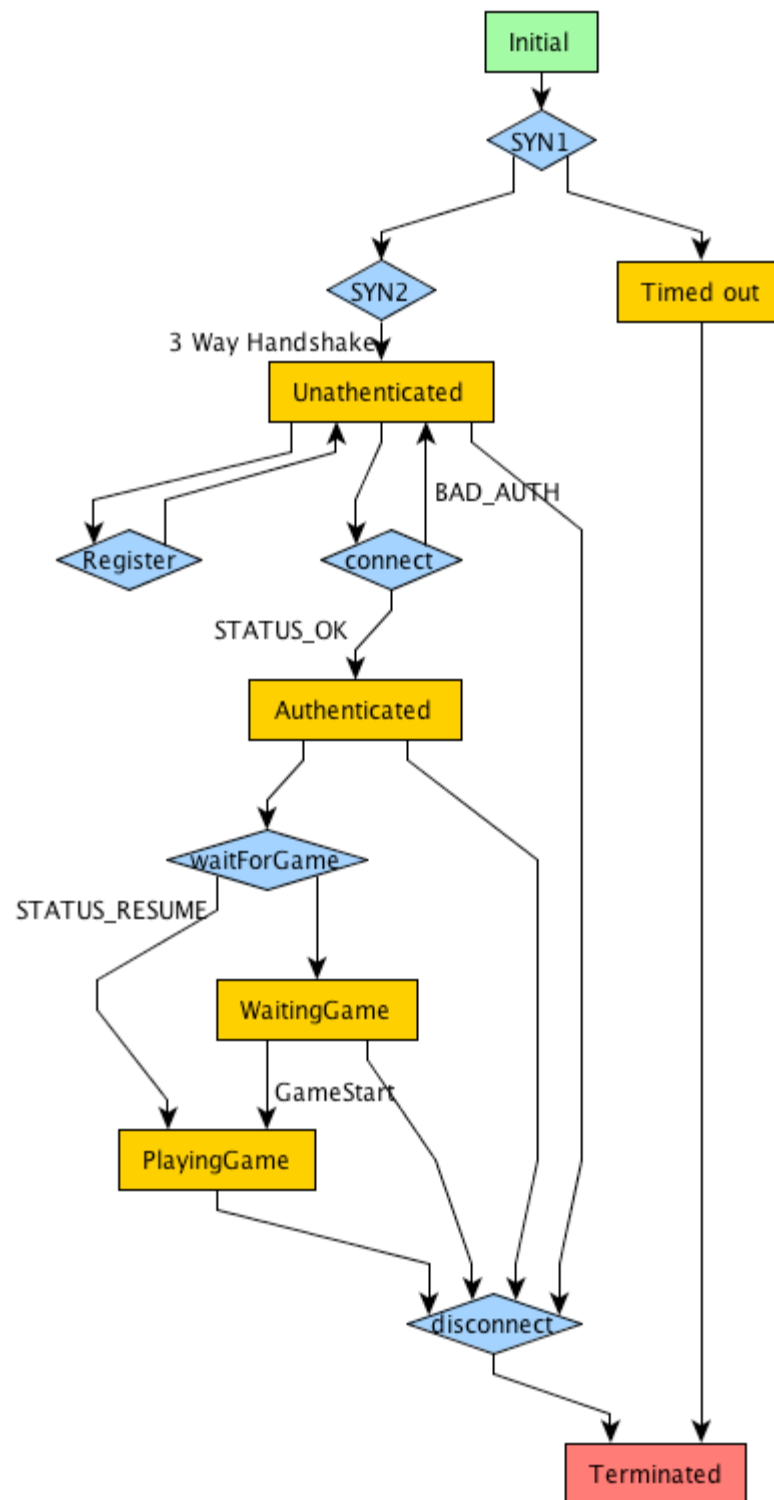 Initial
SYN1
SYN2
Timed out
3 Way Handshake
Unathenticated
BAD_AUTH
Register
connect
STATUS_OK
Authenticated
waitForGame
STATUS_RESUME
WaitingGame
GameStart
PlayingGame
disconnect
Terminated